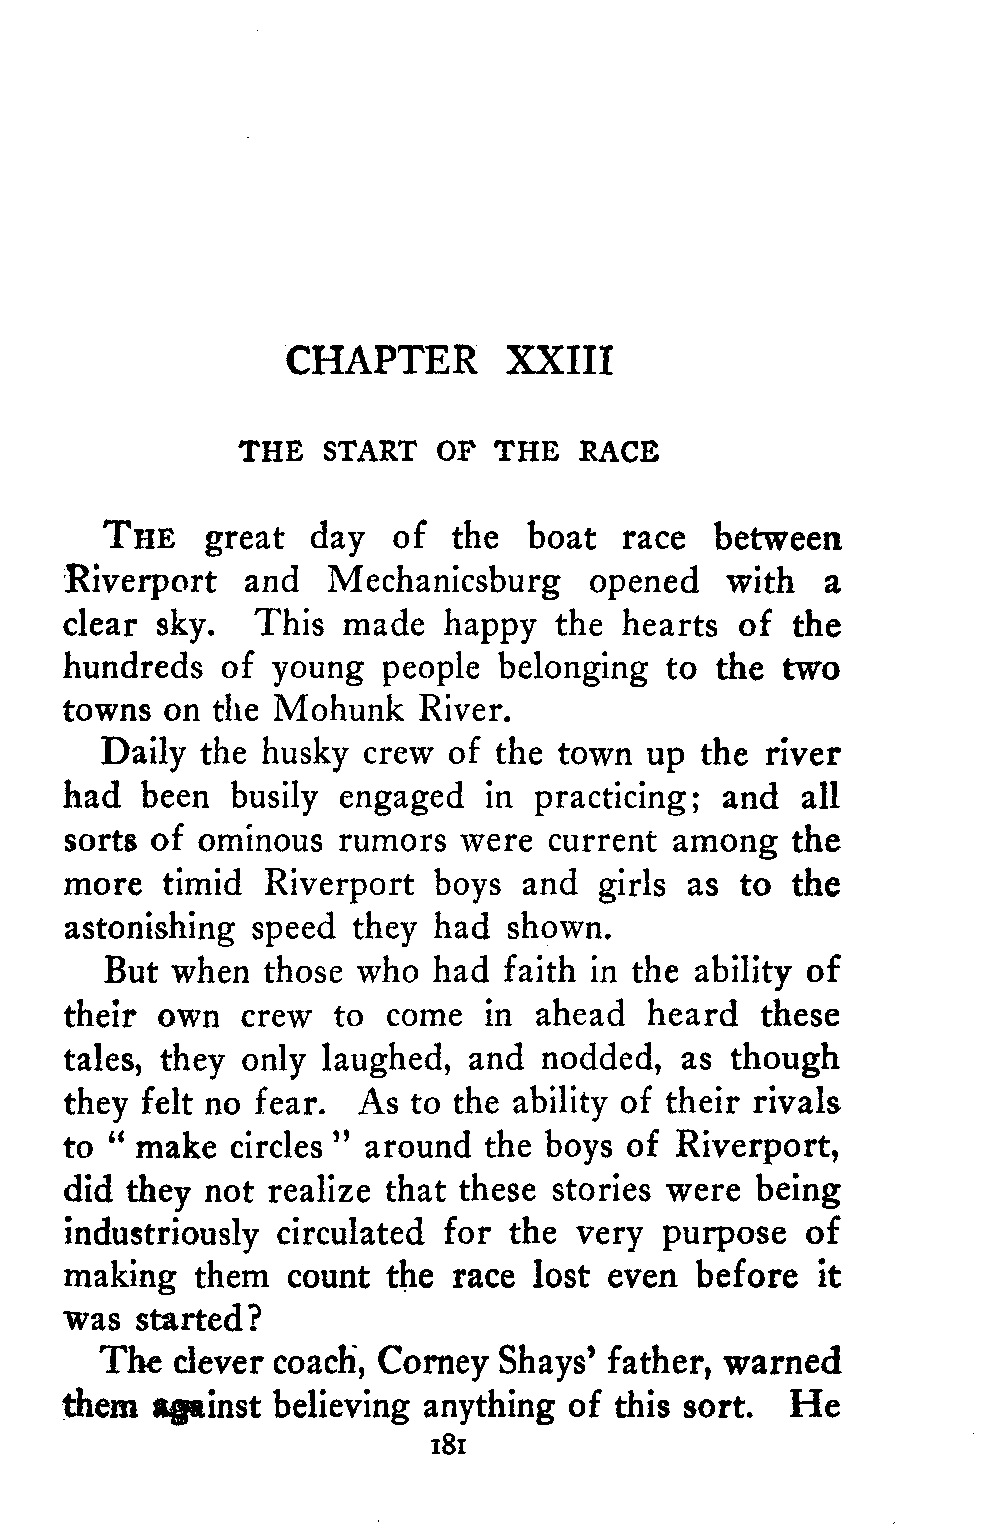 CHAPTER XXIII
THE START OF THE RACE
THE great day of the boat race between
Riverport and Mechanicsburg opened with a
clear sky. This made happy the hearts of the
hundreds of young people belonging to the two
towns on the Mohunk River.
Daily the husky crew of the town up the river
had been busily engaged in practicing; and all
sorts of ominous rumors were current among the
more timid Riverport boys and girls as to the
astonishing speed they had shown.
But when those who had faith in the ability of
their own crew to come in ahead heard these
tales, they only laughed, and nodded, as though
they felt no fear. As to the ability of their rivals
to " make circles " around the boys of Riverport,
did they not realize that these stories were being
industriously circulated for the very purpose of
making them count the race lost even before it
was started?
The clever coach, Corney Shays' father, warned
them against believing anything of this sort. He
181